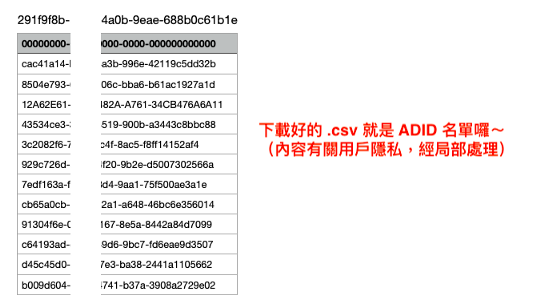 291f9f8b- 4a0b-9eae-688b0c61b1e
00000000- 000-0000-000000000000
cac41a14- a3b-996e-42119c5dd32b
8504e793- 06c-bba6-b61ac1927a1d
12A62E61- 482A-A761-34CB476A6A11
43534ce3- 519-900b-a3443c8bbc88
3c2082f6-7 c4f-8ac5-f8ff14152af4
929c726d- f20-9b2e-d5007302566a
7edf163a-f 3d4-9aa1-75f500ae3a1e
cb65a0cb- 2a1-a648-46bc6e356014
91304f6e-0 167-8e5a-8442a84d7099
c64193ad- 9d6-9bc7-fd6eae9d3507
d45c45d0- 7e3-ba38-2441a1105662
b009d604- 4741-b37a-3908a2729e02
下載好的 .csv 就是 ADID 名單囉～
（內容有關用戶隱私，經局部處理）